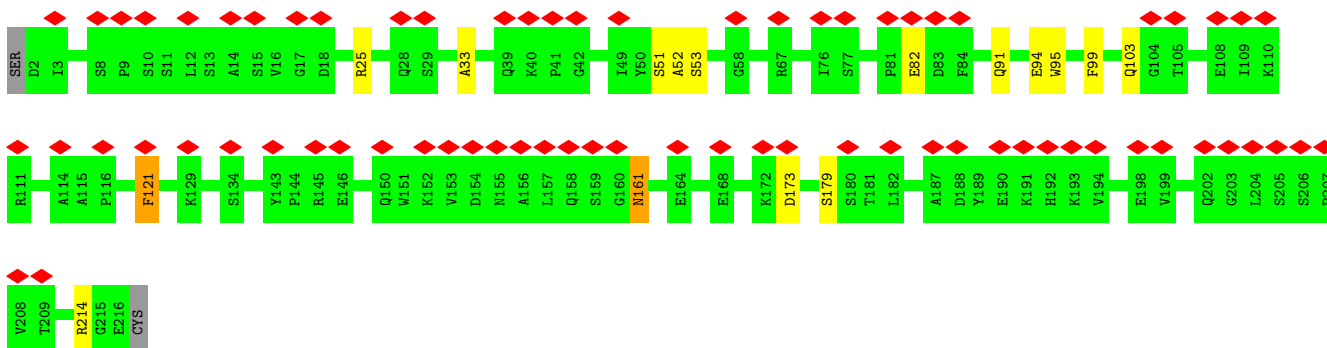 SER D2 I3 S8 P9 S10 S11 L12 S13 A14 S15 V16 G17 D18 R25 Q28 S29 A33 Q39 K40 P41 G42 I49 Y50 S51 A52 S53 G58 R67 I76 S77 P81 E82 D83 F84 Q91 E94 W95 F99 Q103 G104 T105 E108 I109 K110
R111 A114 A115 P116 F121 K129 S134 Y143 P144 R145 E146 Q150 W151 K152 V153 D154 N155 A156 L157 Q158 S159 G160 N161 E164 E168 K172 D173 S179 S180 T181 L182 A187 D188 Y189 E190 K191 H192 K193 V194 E198 V199 Q202 G203 L204 S205 S206
V208 T209 R214 G215 E216 CYS